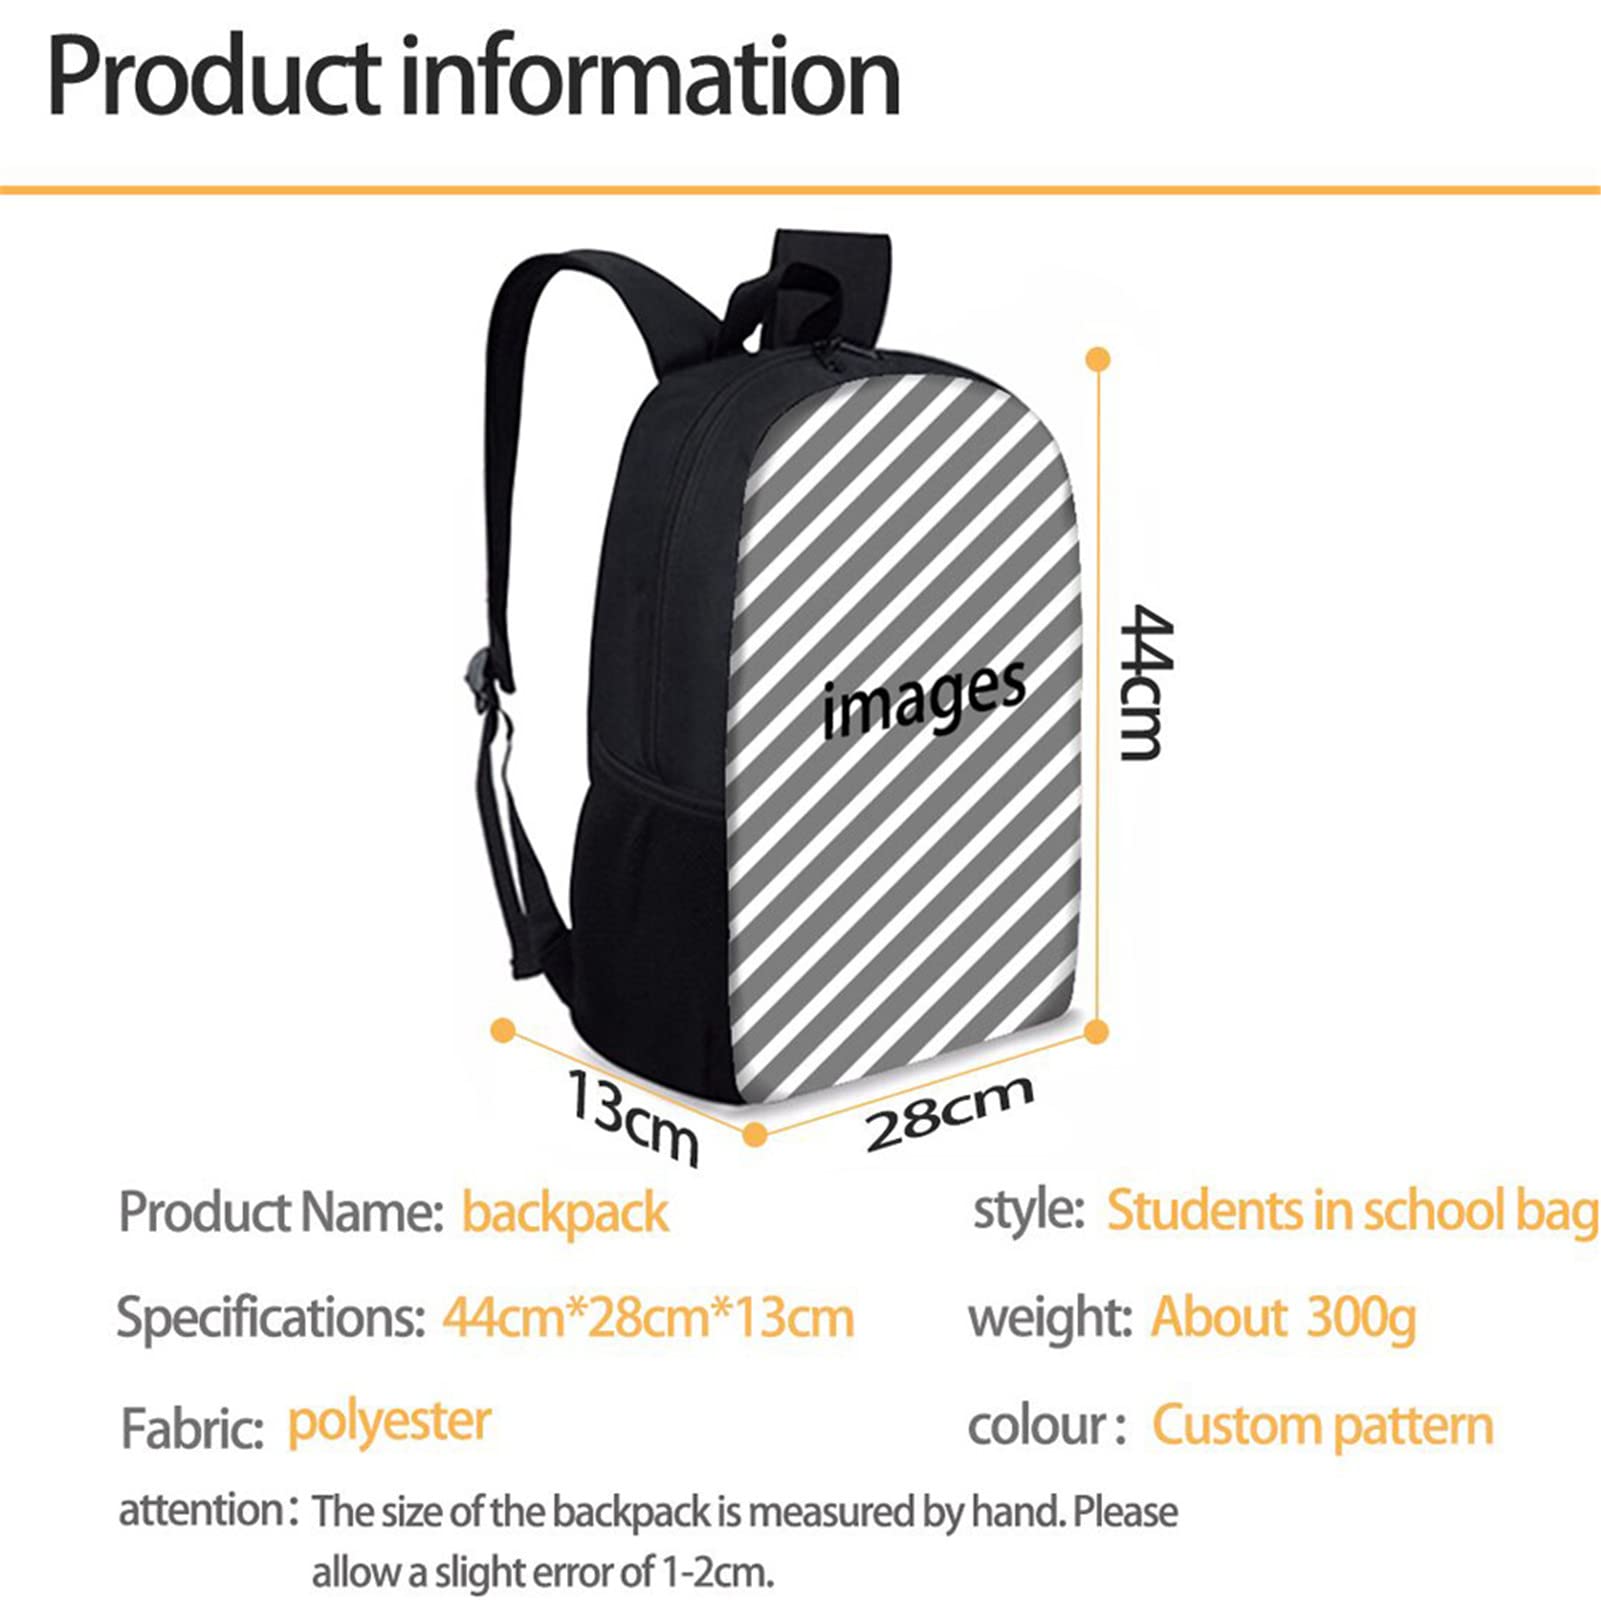 Product information
images
44cm
13cm
28cm
Product Name: backpack
style: Students in school bag
Specifications: 44cm*28cm*13cm
weight: About 300g
Fabric: polyester
colour: Custom pattern
attention: The size of the backpack is measured by hand. Please
allow a slight error of 1-2cm.